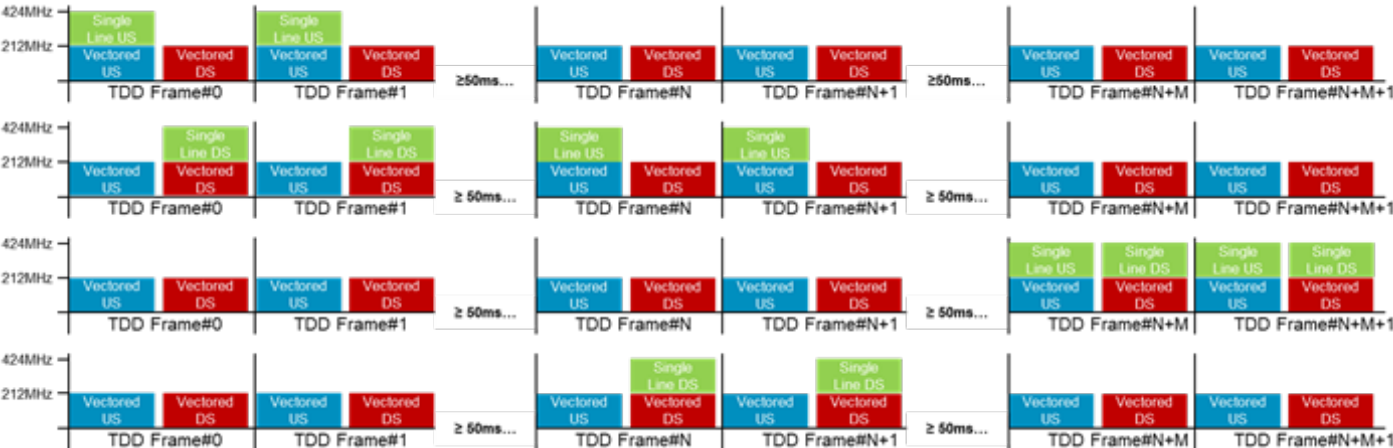 424MHz
Single Line US
Single Line US
212MHz
Vectored US
Vectored DS
Vectored US
Vectored DS
≥50ms...
Vectored US
Vectored DS
Vectored US
Vectored DS
≥50ms...
Vectored US
Vectored DS
Vectored US
Vectored DS
TDD Frame#0
TDD Frame#1
TDD Frame#N
TDD Frame#N+1
TDD Frame#N+M
TDD Frame#N+M+1
424MHz
Single Line DS
Single Line DS
Single Line US
Single Line US
212MHz
Vectored US
Vectored DS
Vectored US
Vectored DS
≥ 50ms...
Vectored US
Vectored DS
Vectored US
Vectored DS
≥ 50ms...
Vectored US
Vectored DS
Vectored US
Vectored DS
TDD Frame#0
TDD Frame#1
TDD Frame#N
TDD Frame#N+1
TDD Frame#N+M
TDD Frame#N+M+1
424MHz
Single Line US
Single Line DS
Single Line US
Single Line DS
212MHz
Vectored US
Vectored DS
Vectored US
Vectored DS
≥ 50ms...
Vectored US
Vectored DS
Vectored US
Vectored DS
≥ 50ms...
Vectored US
Vectored DS
Vectored US
Vectored DS
TDD Frame#0
TDD Frame#1
TDD Frame#N
TDD Frame#N+1
TDD Frame#N+M
TDD Frame#N+M+1
424MHz
Single Line DS
Single Line DS
212MHz
Vectored US
Vectored DS
Vectored US
Vectored DS
≥ 50ms...
Vectored US
Vectored DS
Vectored US
Vectored DS
≥ 50ms...
Vectored US
Vectored DS
Vectored US
Vectored DS
TDD Frame#0
TDD Frame#1
TDD Frame#N
TDD Frame#N+1
TDD Frame#N+M
TDD Frame#N+M+1